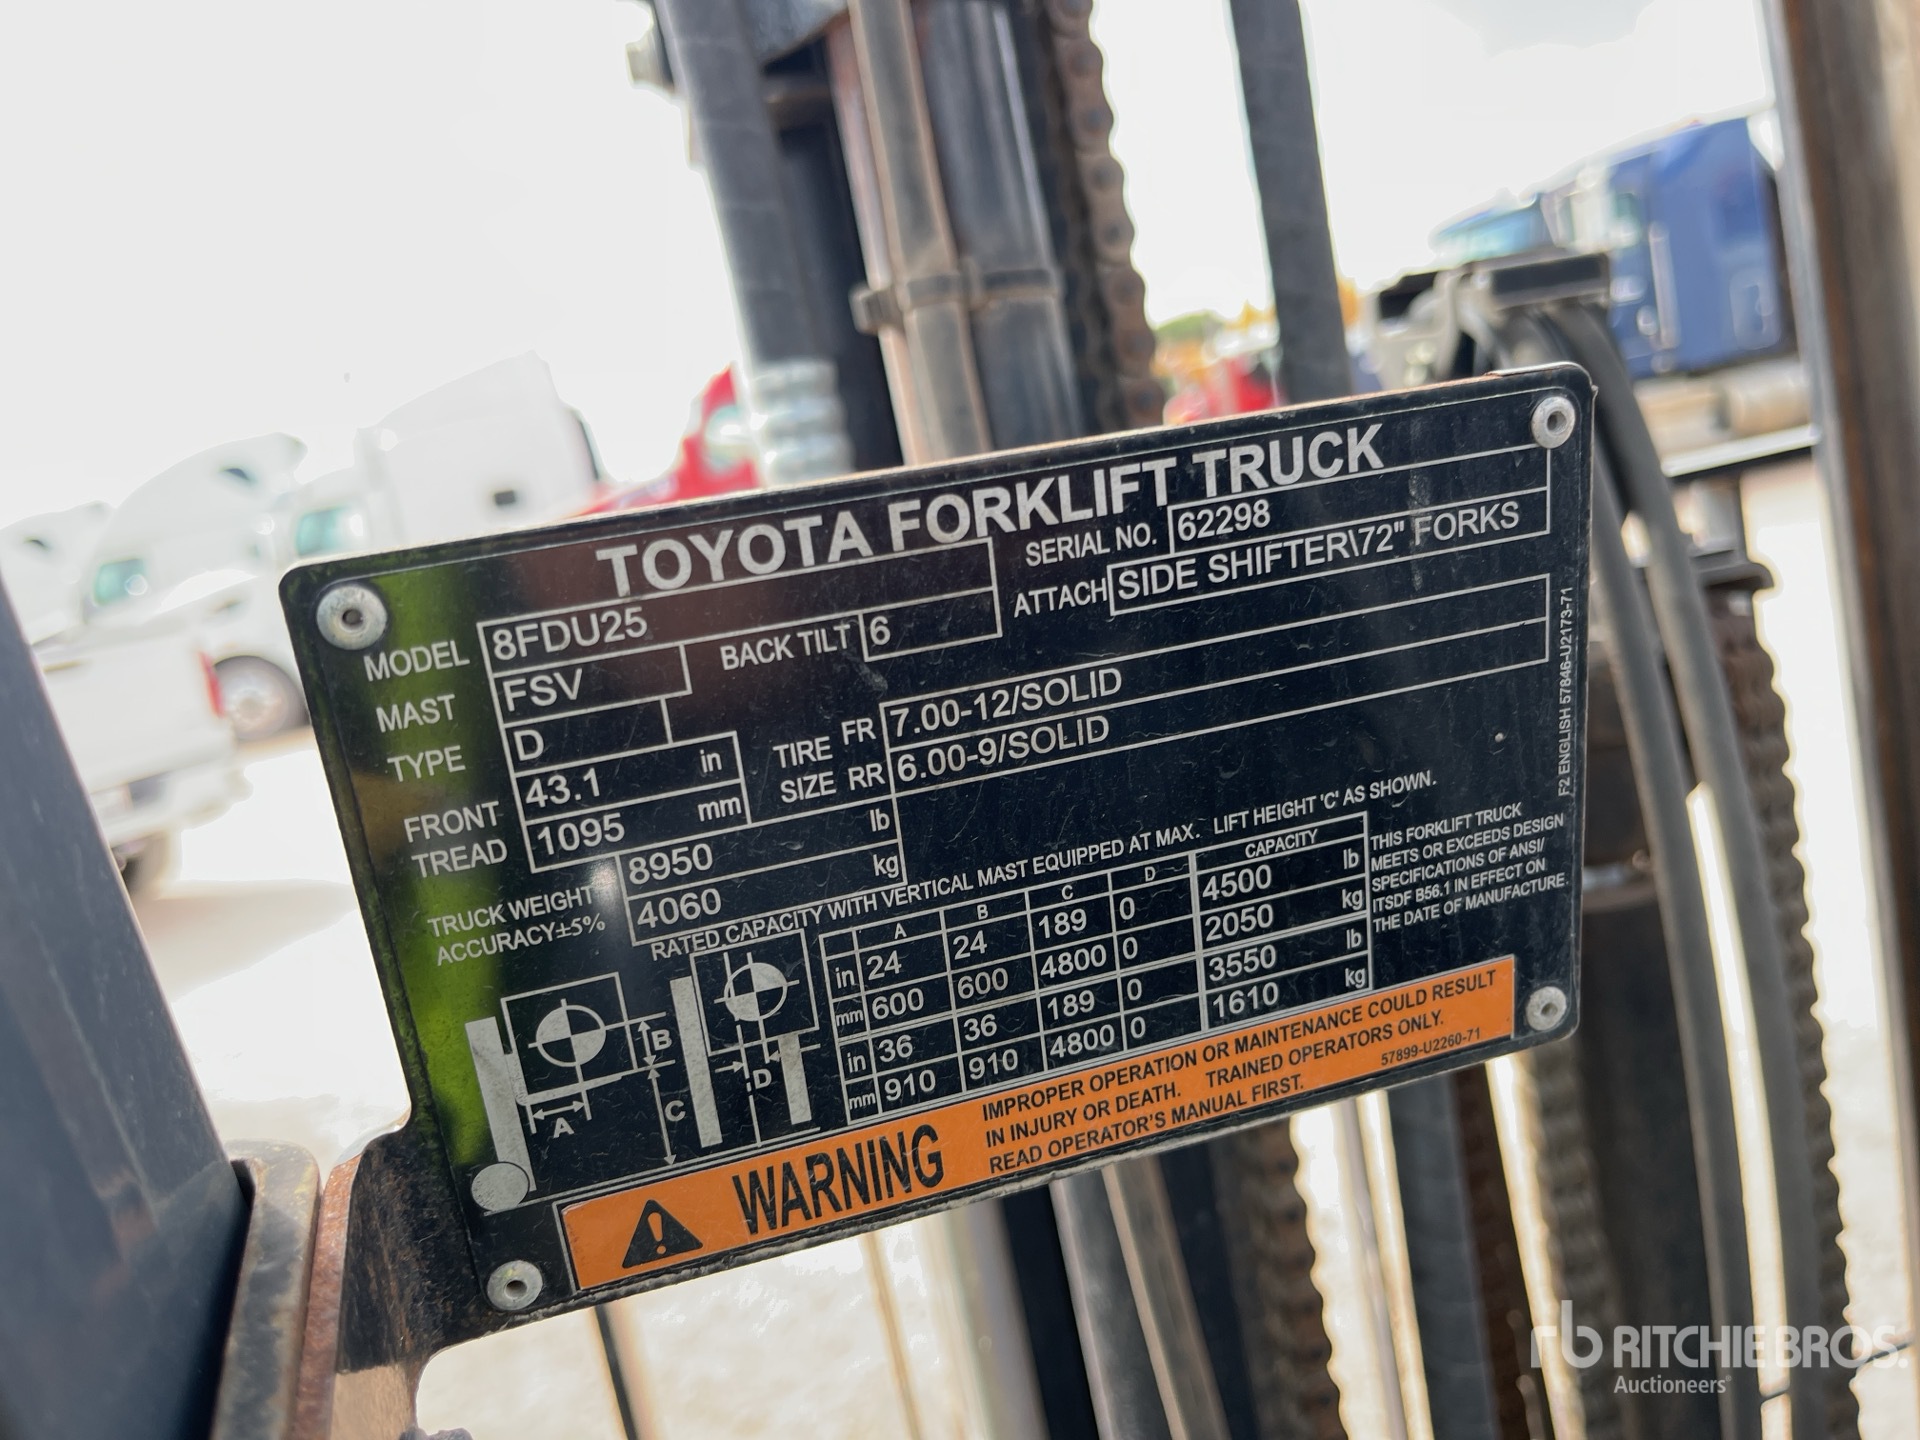 TOYOTA FORKLIFT TRUCK
MODEL 8FDU25 SERIAL NO. 62298
MAST FSV BACK TILT 6 ATTACH SIDE SHIFTER\72" FORKS
TYPE D
FRONT TREAD 43.1 in TIRE SIZE FR 7.00-12/SOLID
1095 mm RR 6.00-9/SOLID
TRUCK WEIGHT 8950 lb
ACCURACY±5% 4060 kg
RATED CAPACITY WITH VERTICAL MAST EQUIPPED AT MAX. LIFT HEIGHT 'C' AS SHOWN.
A B C D CAPACITY
in 24 24 189 0 4500 lb
mm 600 600 4800 0 2050 kg
in 36 36 189 0 3550 lb
mm 910 910 4800 0 1610 kg
B
A
C
D
THIS FORKLIFT TRUCK
MEETS OR EXCEEDS DESIGN
SPECIFICATIONS OF ANSI/
ITSDF B56.1 IN EFFECT ON
THE DATE OF MANUFACTURE.
F2 ENGLISH 57846-U2173-71
WARNING
IMPROPER OPERATION OR MAINTENANCE COULD RESULT
IN INJURY OR DEATH. TRAINED OPERATORS ONLY.
READ OPERATOR'S MANUAL FIRST. 57899-U2260-71
rb RITCHIE BROS.
Auctioneers